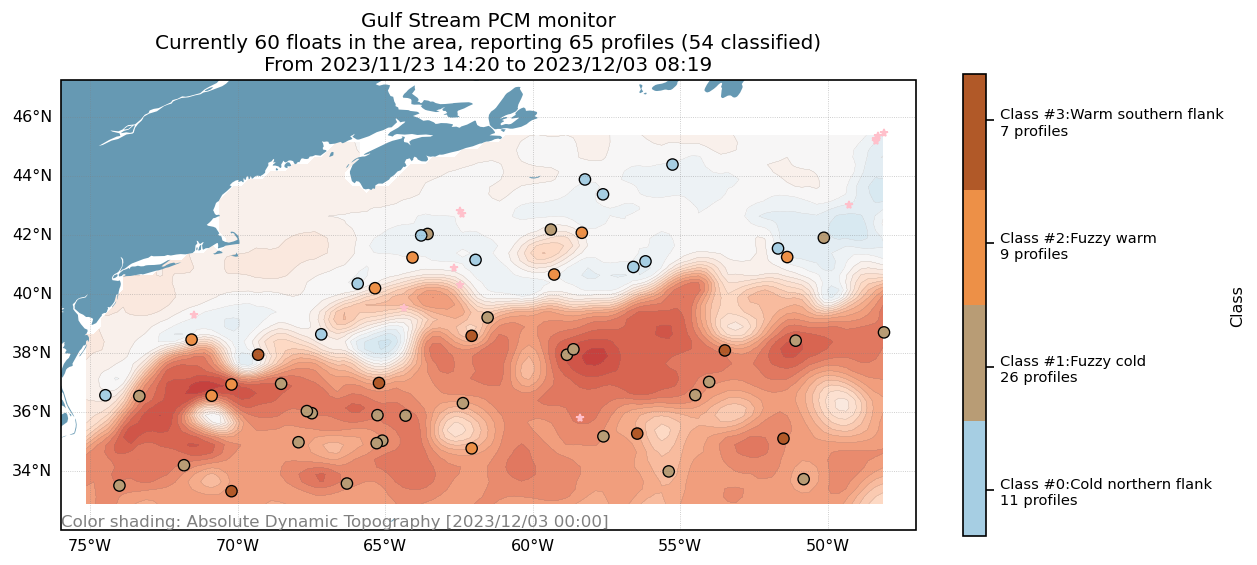 Gulf Stream PCM monitor
Currently 60 floats in the area, reporting 65 profiles (54 classified)
From 2023/11/23 14:20 to 2023/12/03 08:19
46°N
44°N
42°N
40°N
38°N
36°N
34°N
Color shading: Absolute Dynamic Topography [2023/12/03 00:00]
75°W 70°W 65°W 60°W 55°W 50°W
Class #3:Warm southern flank
7 profiles
Class #2:Fuzzy warm
9 profiles
Class #1:Fuzzy cold
26 profiles
Class #0:Cold northern flank
11 profiles
Class